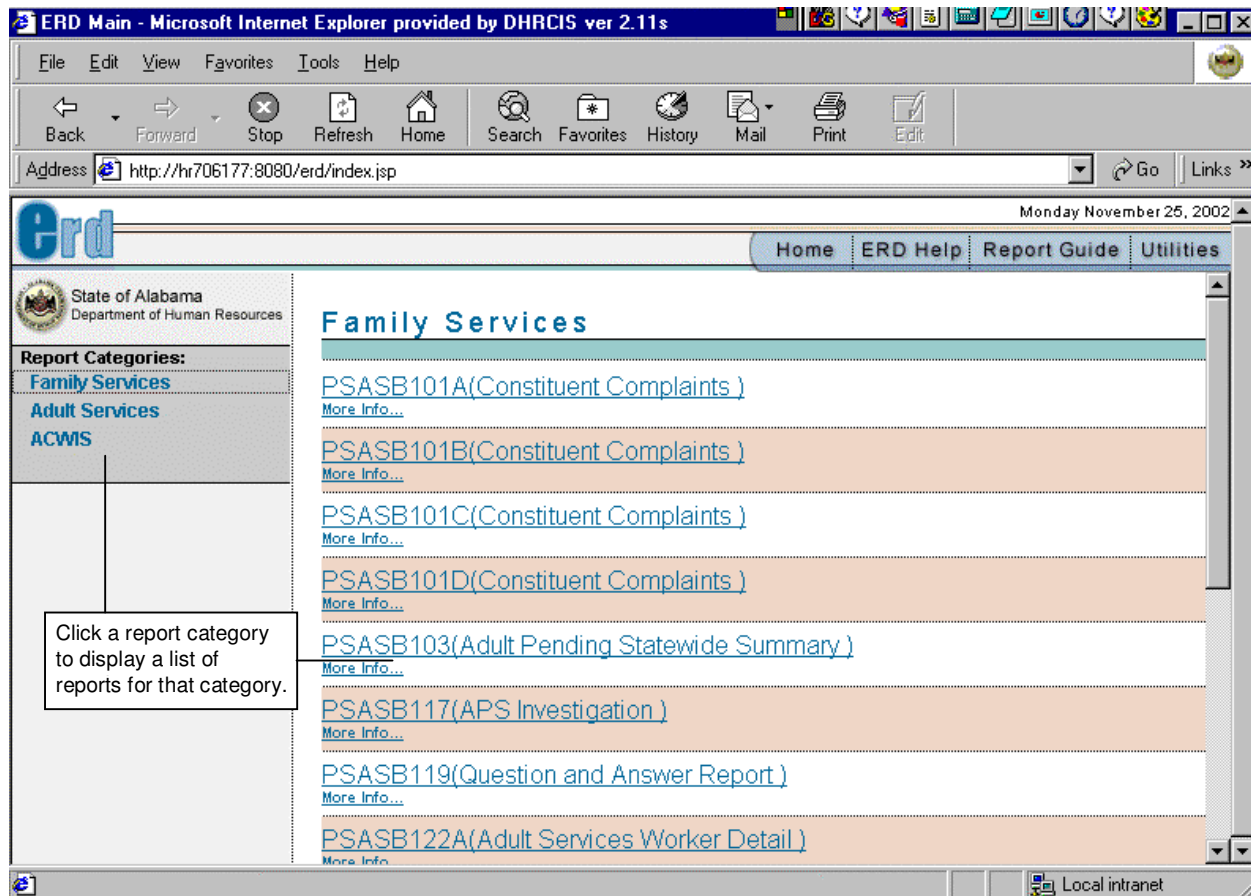 ERD Main - Microsoft Internet Explorer provided by DHRCIS ver 2.11s
File Edit View Favorites Tools Help
Back Forward Stop Refresh Home Search Favorites History Mail Print Edit
Address http://hr706177:8080/erd/index.jsp Go Links »
erd
Monday November 25, 2002
Home ERD Help Report Guide Utilities
State of Alabama
Department of Human Resources
Report Categories:
Family Services
Adult Services
ACWIS
Click a report category
to display a list of
reports for that category.
Family Services
PSASB101A(Constituent Complaints )
More Info...
PSASB101B(Constituent Complaints )
More Info...
PSASB101C(Constituent Complaints )
More Info...
PSASB101D(Constituent Complaints )
More Info...
PSASB103(Adult Pending Statewide Summary )
More Info...
PSASB117(APS Investigation )
More Info...
PSASB119(Question and Answer Report )
More Info...
PSASB122A(Adult Services Worker Detail )
More Info...
Local intranet